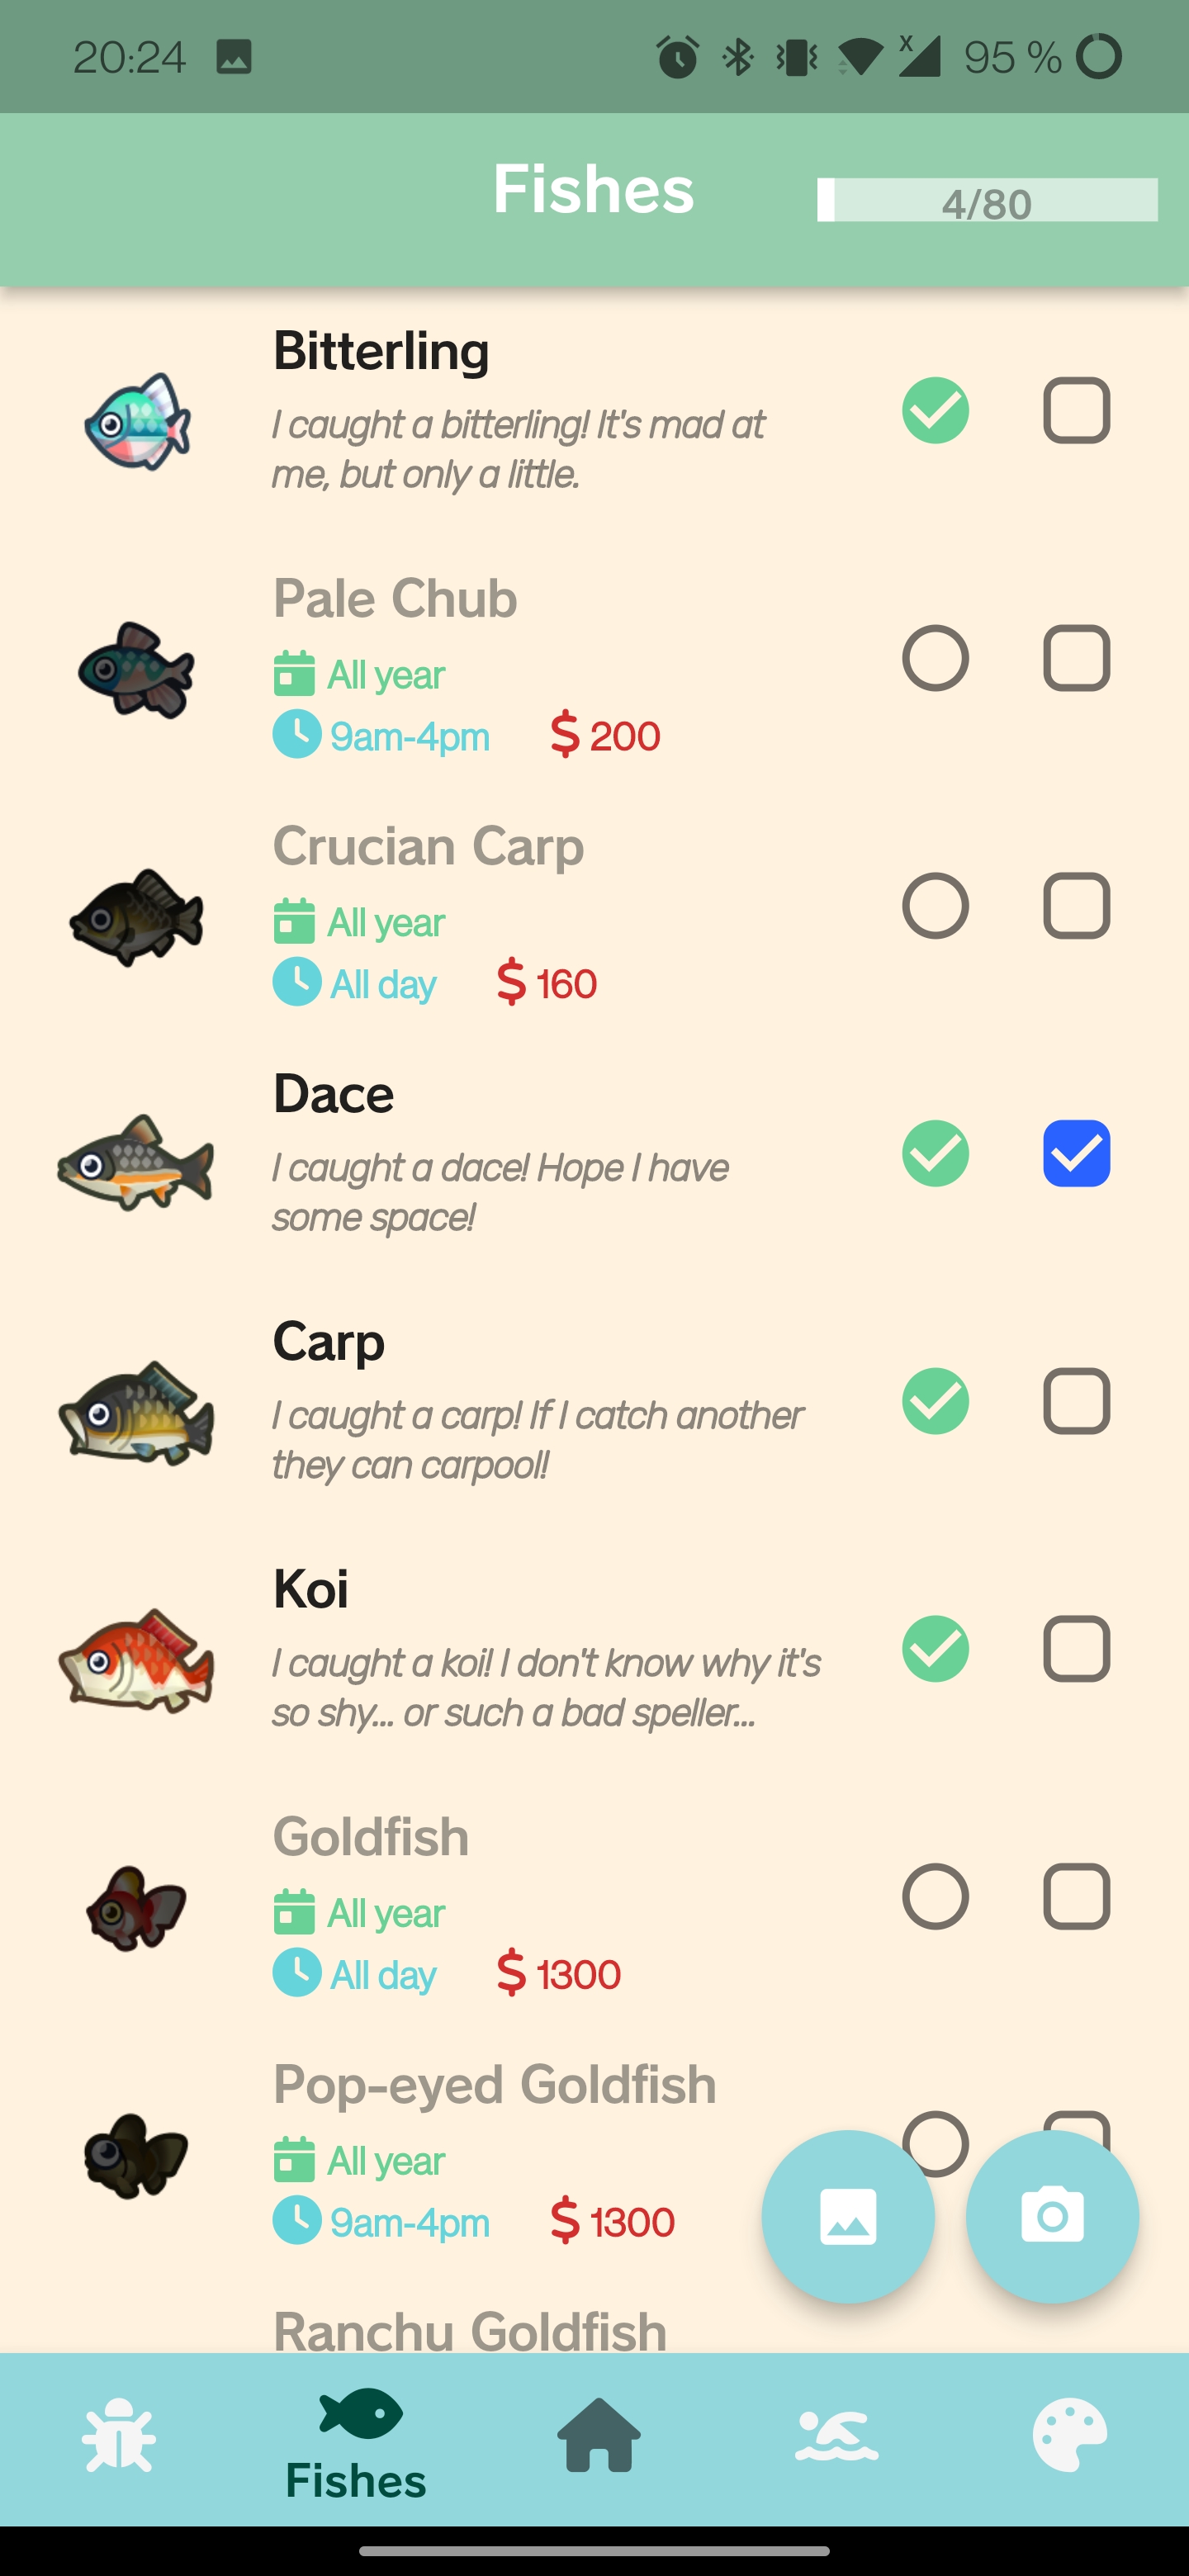 20:24
95 %
Fishes
4/80
Bitterling
I caught a bitterling! It's mad at
me, but only a little.
Pale Chub
All year
9am-4pm $ 200
Crucian Carp
All year
All day $ 160
Dace
I caught a dace! Hope I have
some space!
Carp
I caught a carp! If I catch another
they can carpool!
Koi
I caught a koi! I don't know why it's
so shy... or such a bad speller...
Goldfish
All year
All day $ 1300
Pop-eyed Goldfish
All year
9am-4pm $ 1300
Ranchu Goldfish
Fishes